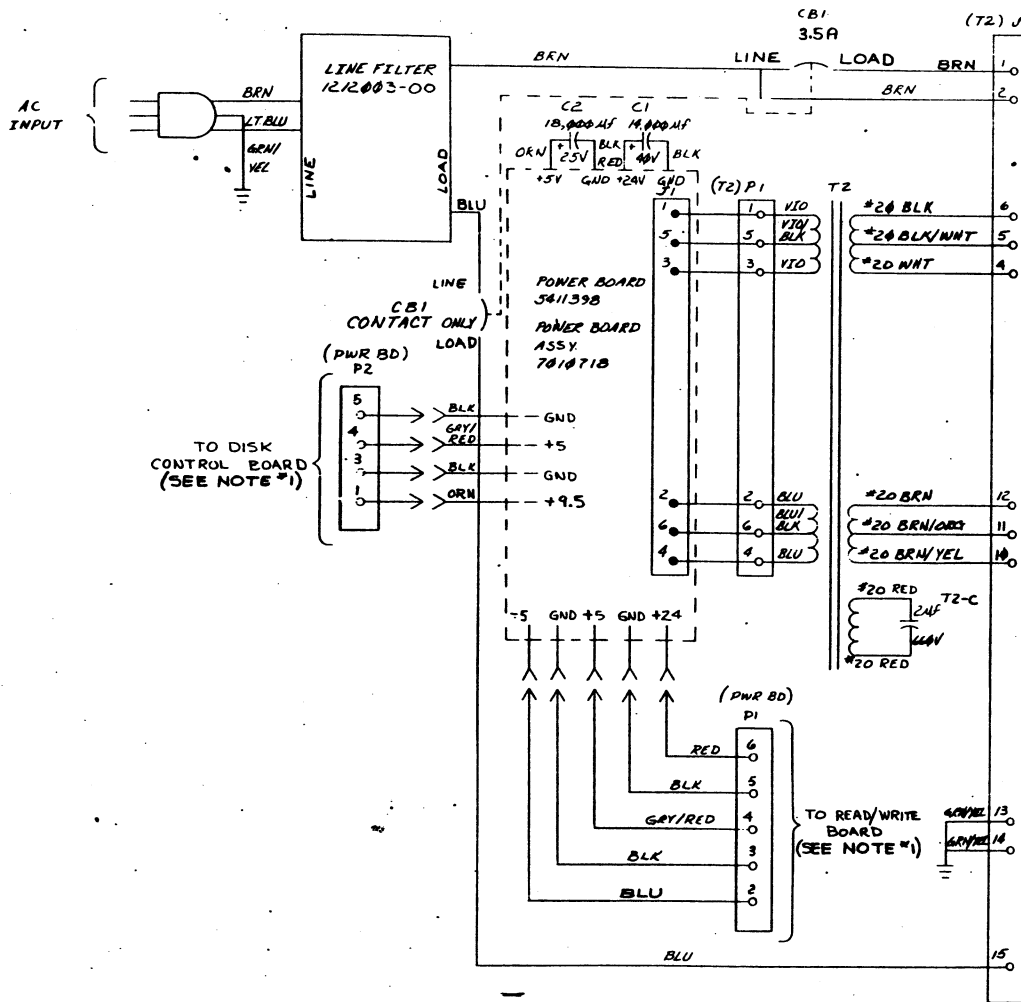 CB1
3.5A
(T2) J
BRN
LINE
LOAD
BRN
1
BRN
2
LINE FILTER
1212003-00
LINE
LOAD
AC
INPUT
BRN
LT BLU
GRN/
YEL
BLU
C2
18,000 Mf
+
25V
C1
14,000 Mf
+
40V
ORN
BLK
RED
BLK
+5V
GND
+24V
GND
J1
1
5
3
(T2) P1
1
5
3
VIO
VIO/
BLK
VIO
T2
#20 BLK
#20 BLK/WHT
#20 WHT
6
5
4
LINE
CB1
CONTACT ONLY
LOAD
POWER BOARD
5411398
POWER BOARD
ASSY.
7010718
(PWR BD)
P2
5
4
3
1
TO DISK
CONTROL BOARD
(SEE NOTE #1)
BLK
GRY/
RED
BLK
ORN
GND
+5
GND
+9.5
2
6
4
2
6
4
BLU
BLU/
BLK
BLU
#20 BRN
#20 BRN/ORG
#20 BRN/YEL
12
11
10
#20 RED
T2-C
2Mf
660V
#20 RED
-5 GND +5 GND +24
(PWR BD)
P1
RED
6
BLK
5
GRY/RED
4
BLK
3
BLU
2
TO READ/WRITE
BOARD
(SEE NOTE #1)
GRN/YEL
13
GRN/YEL
14
BLU
15